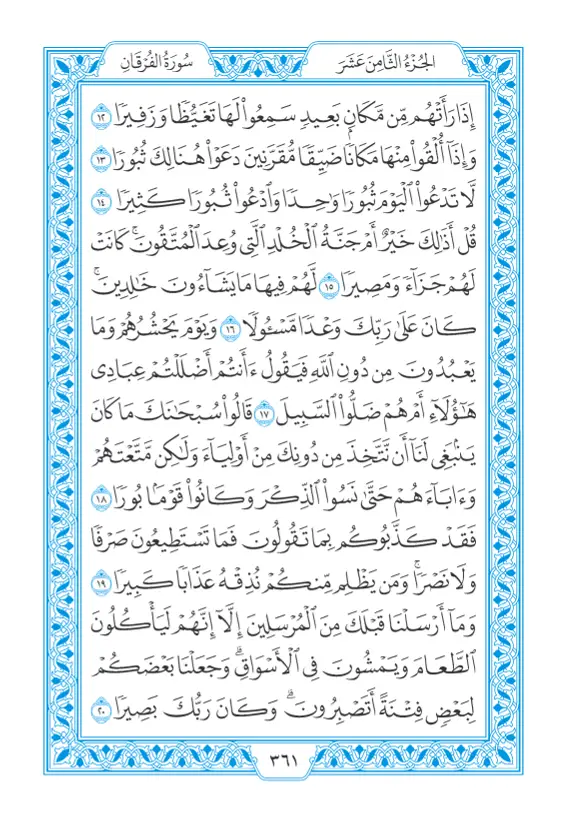 الجُزْءُ الثَّامِنَ عَشَرَ
سُورَةُ الفُرْقَانِ
إِذَا رَأَتْهُم مِّن مَّكَانٍۭ بَعِيدٍ سَمِعُوا۟ لَهَا تَغَيُّظًا وَزَفِيرًا ١٢
وَإِذَآ أُلْقُوا۟ مِنْهَا مَكَانًا ضَيِّقًا مُّقَرَّنِينَ دَعَوْا۟ هُنَالِكَ ثُبُورًا ١٣
لَّا تَدْعُوا۟ ٱلْيَوْمَ ثُبُورًا وَٰحِدًا وَٱدْعُوا۟ ثُبُورًا كَثِيرًا ١٤
قُلْ أَذَٰلِكَ خَيْرٌ أَمْ جَنَّةُ ٱلْخُلْدِ ٱلَّتِى وُعِدَ ٱلْمُتَّقُونَ ۚ كَانَتْ
لَهُمْ جَزَآءً وَمَصِيرًا ١٥ لَّهُمْ فِيهَا مَا يَشَآءُونَ خَٰلِدِينَ ۚ
كَانَ عَلَىٰ رَبِّكَ وَعْدًا مَّسْـُٔولًا ١٦ وَيَوْمَ يَحْشُرُهُمْ وَمَا
يَعْبُدُونَ مِن دُونِ ٱللَّهِ فَيَقُولُ ءَأَنتُمْ أَضْلَلْتُمْ عِبَادِى
هَٰٓؤُلَآءِ أَمْ هُمْ ضَلُّوا۟ ٱلسَّبِيلَ ١٧ قَالُوا۟ سُبْحَٰنَكَ مَا كَانَ
يَنۢبَغِى لَنَآ أَن نَّتَّخِذَ مِن دُونِكَ مِنْ أَوْلِيَآءَ وَلَٰكِن مَّتَّعْتَهُمْ
وَءَابَآءَهُمْ حَتَّىٰ نَسُوا۟ ٱلذِّكْرَ وَكَانُوا۟ قَوْمًۢا بُورًا ١٨
فَقَدْ كَذَّبُوكُم بِمَا تَقُولُونَ فَمَا تَسْتَطِيعُونَ صَرْفًا
وَلَا نَصْرًا ۚ وَمَن يَظْلِم مِّنكُمْ نُذِقْهُ عَذَابًا كَبِيرًا ١٩
وَمَآ أَرْسَلْنَا قَبْلَكَ مِنَ ٱلْمُرْسَلِينَ إِلَّآ إِنَّهُمْ لَيَأْكُلُونَ
ٱلطَّعَامَ وَيَمْشُونَ فِى ٱلْأَسْوَاقِ ۗ وَجَعَلْنَا بَعْضَكُمْ
لِبَعْضٍ فِتْنَةً أَتَصْبِرُونَ ۗ وَكَانَ رَبُّكَ بَصِيرًا ٢٠
٣٦١